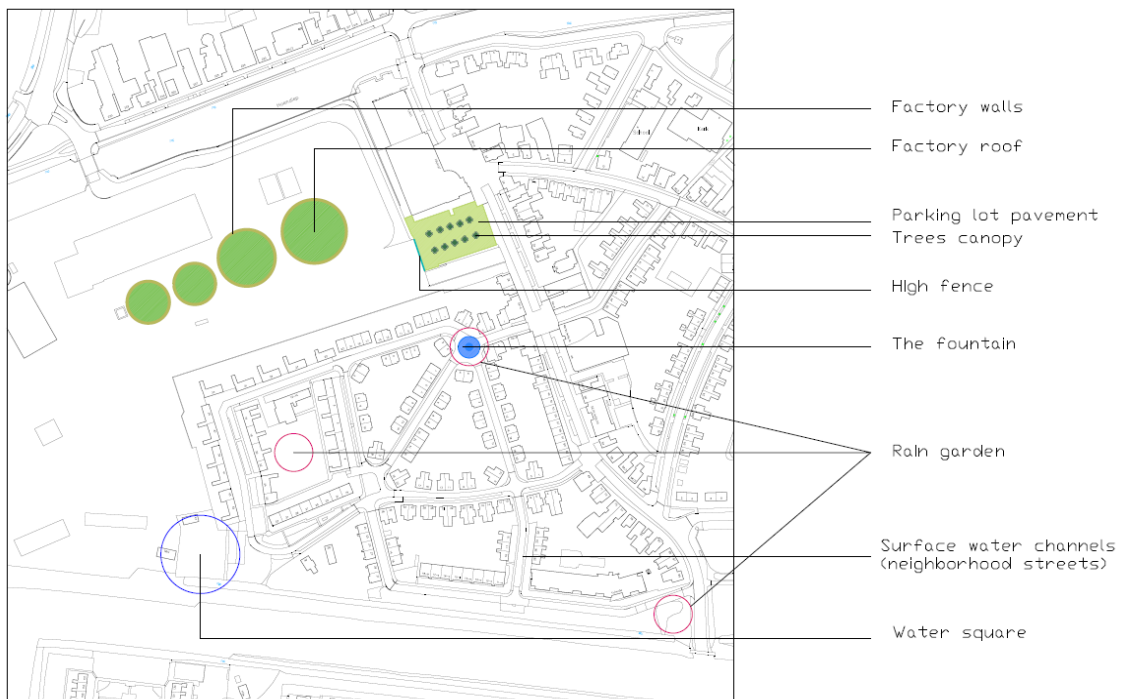 Factory walls
Factory roof
Parking lot pavement
Trees canopy
High fence
The fountain
Rain garden
Surface water channels
(neighborhood streets)
Water square